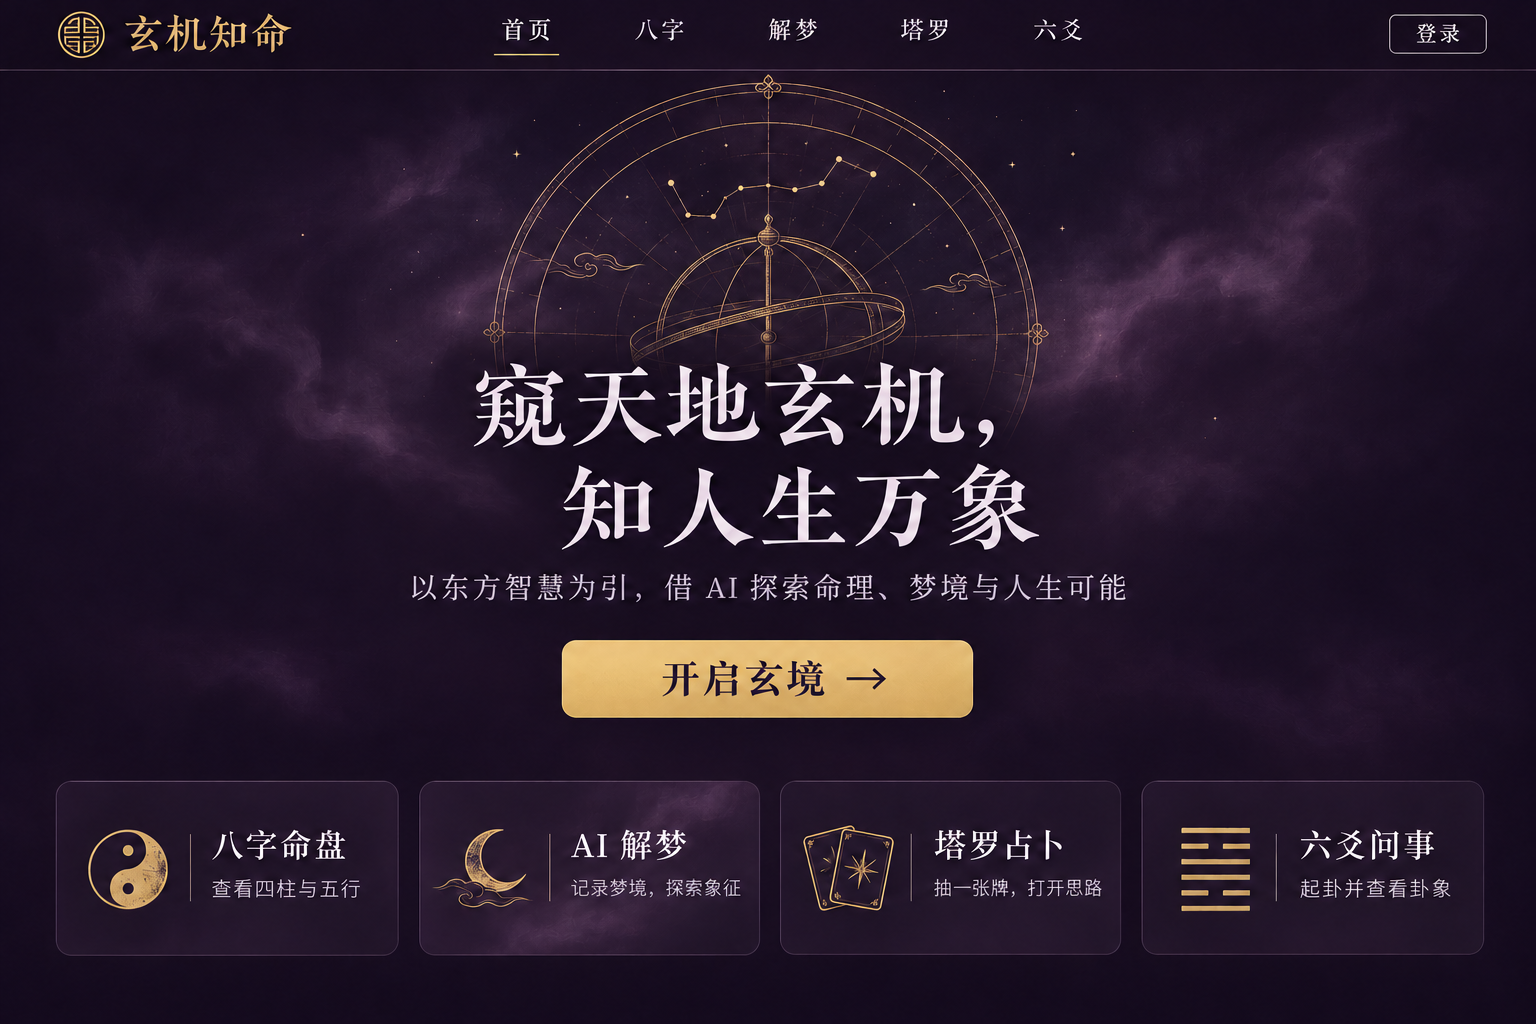 玄机知命
首页 八字 解梦 塔罗 六爻
登录
窥天地玄机，
知人生万象
以东方智慧为引，借 AI 探索命理、梦境与人生可能
开启玄境 →
八字命盘
查看四柱与五行
AI 解梦
记录梦境，探索象征
塔罗占卜
抽一张牌，打开思路
六爻问事
起卦并查看卦象